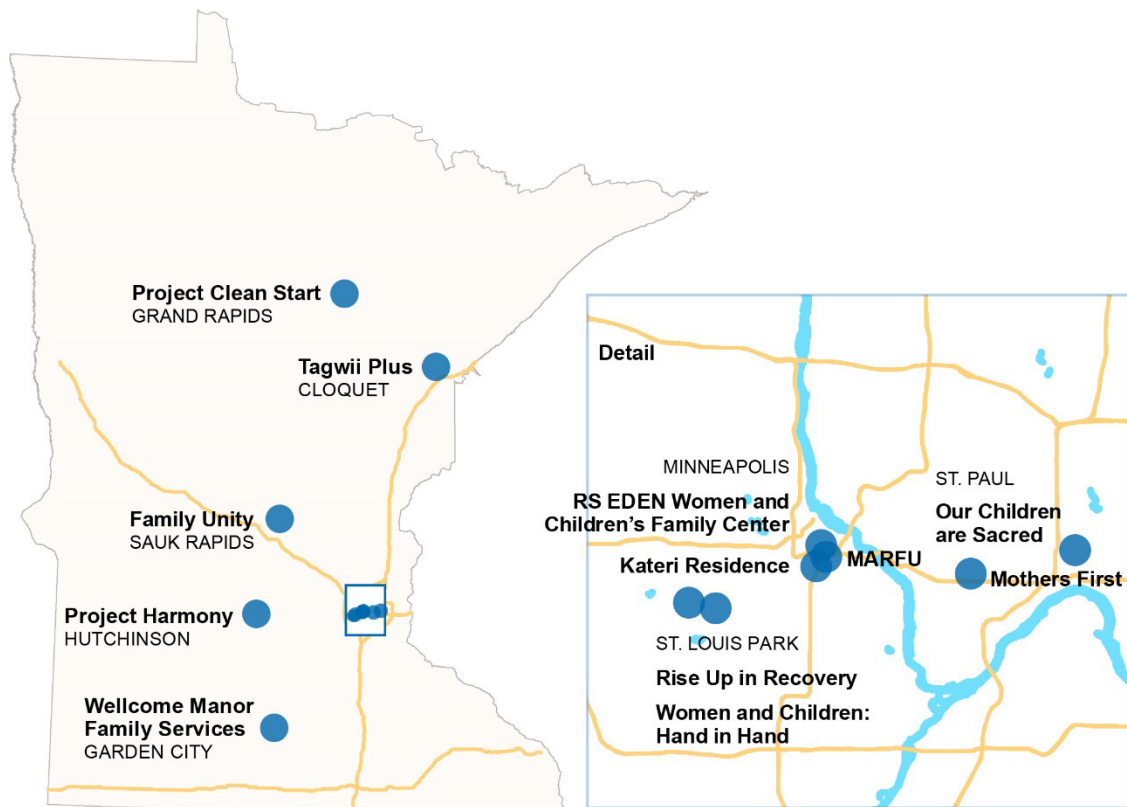 Project Clean Start
GRAND RAPIDS
Tagwii Plus
CLOQUET
Family Unity
SAUK RAPIDS
Project Harmony
HUTCHINSON
Wellcome Manor
Family Services
GARDEN CITY
Detail
MINNEAPOLIS
RS EDEN Women and
Children’s Family Center
MARFU
Kateri Residence
ST. PAUL
Our Children
are Sacred
Mothers First
ST. LOUIS PARK
Rise Up in Recovery
Women and Children:
Hand in Hand